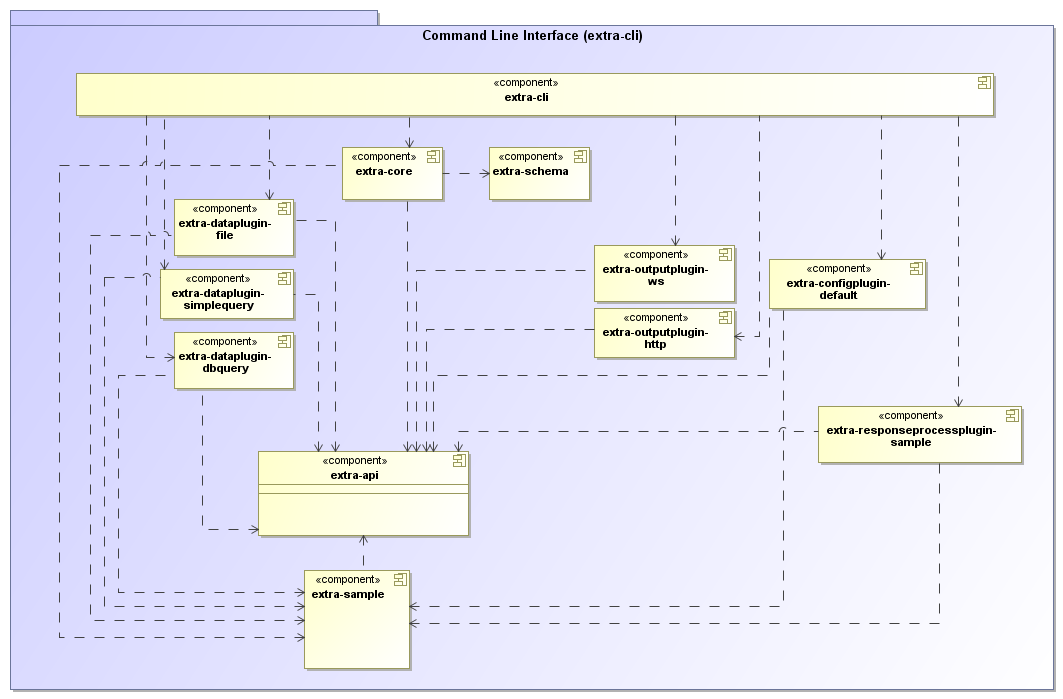 Command Line Interface (extra-cli)
«component»
extra-cli
«component»
extra-core
«component»
extra-schema
«component»
extra-dataplugin-
file
«component»
extra-dataplugin-
simplequery
«component»
extra-dataplugin-
dbquery
«component»
extra-outputplugin-
ws
«component»
extra-outputplugin-
http
«component»
extra-configplugin-
default
«component»
extra-responseprocessplugin-
sample
«component»
extra-api
«component»
extra-sample